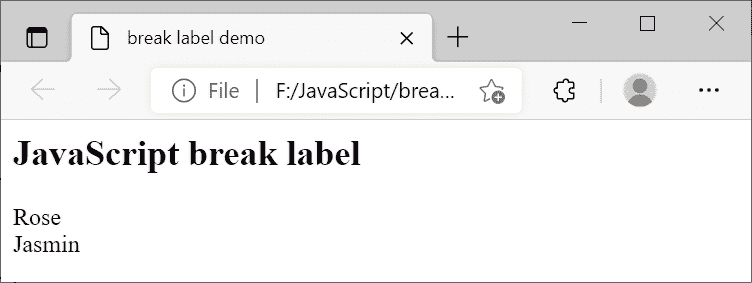 break label demo
File | F:/JavaScript/brea...
JavaScript break label
Rose
Jasmin